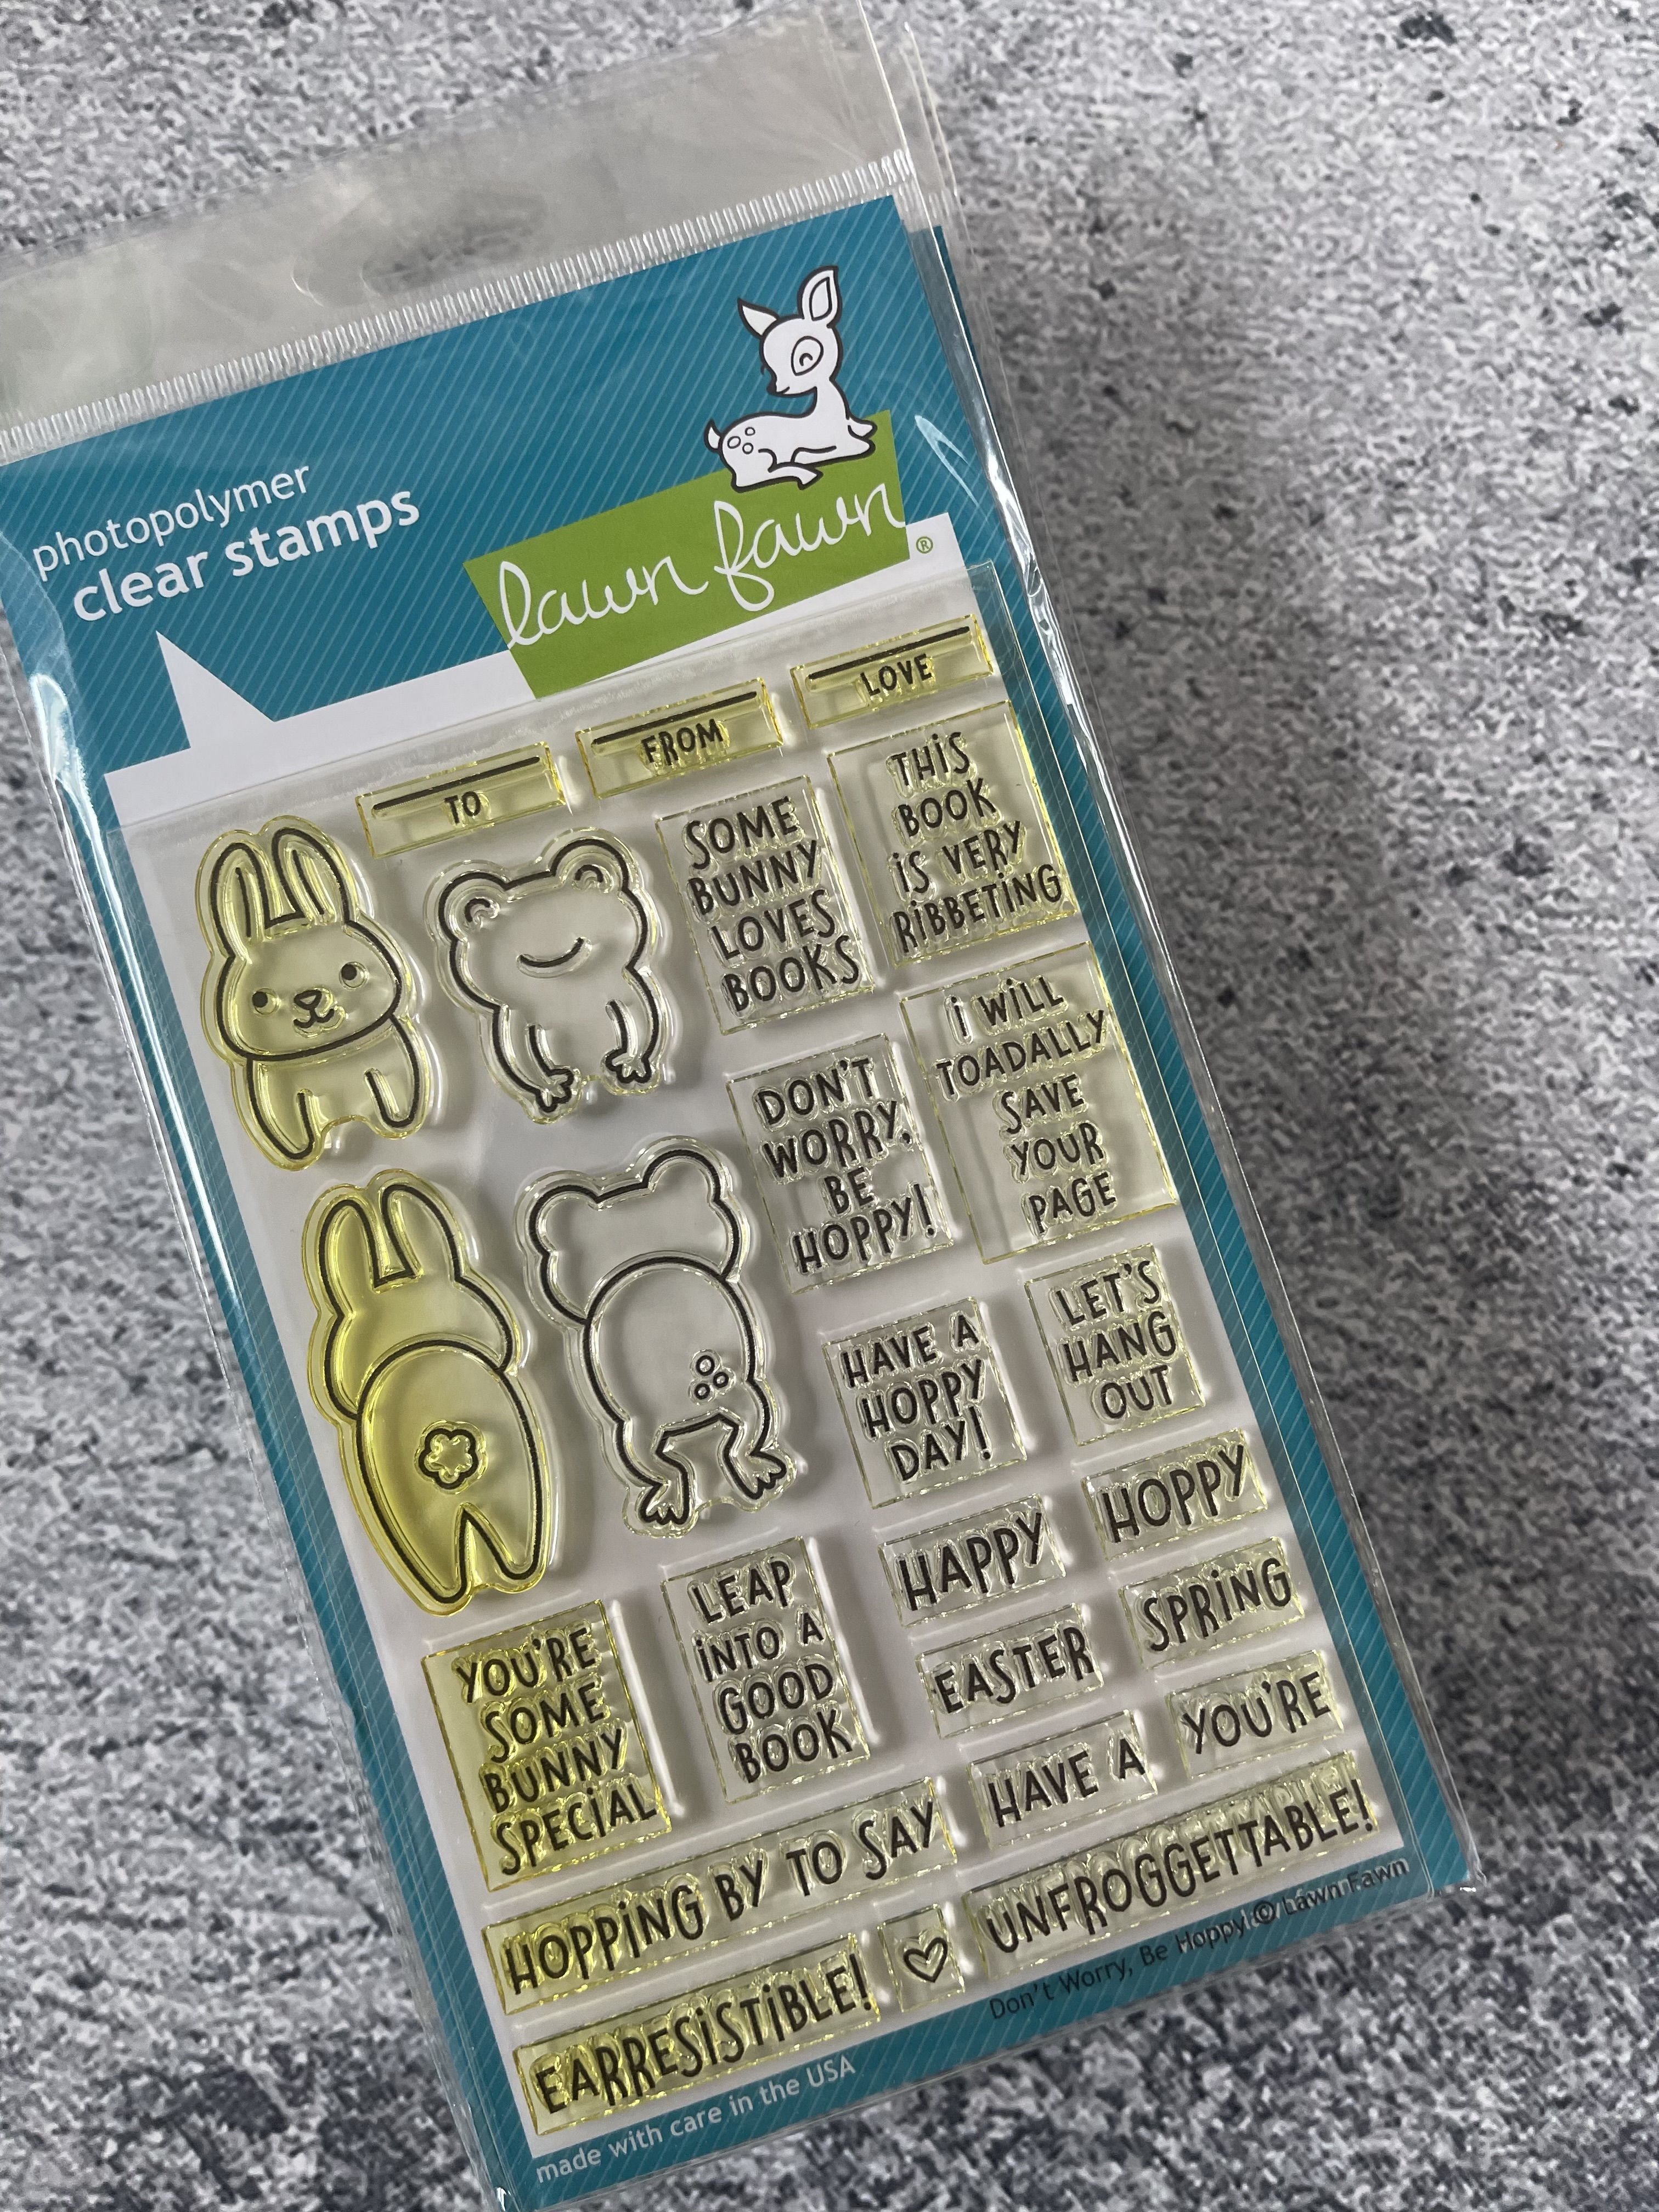 photopolymer
clear stamps
lawn fawn®
TO
FROM
LOVE
SOME
BUNNY
LOVES
BOOKS
THiS
BOOK
iS VERY
RiBBETiNG
DON'T
WORRY,
BE
HOPPY!
i WiLL
TOADALLY
SAVE
YOUR
PAGE
HAVE A
HOPPY
DAY!
LET'S
HANG
OUT
HAPPY
HOPPY
EASTER
SPRiNG
HAVE A
YOU'RE
YOU'RE
SOME
BUNNY
SPECiAL
LEAP
iNTO A
GOOD
BOOK
HOPPiNG BY TO SAY
UNFROGGETTABLE!
EARRESiSTiBLE!
Don't Worry, Be Hoppy! © Lawn Fawn
made with care in the USA